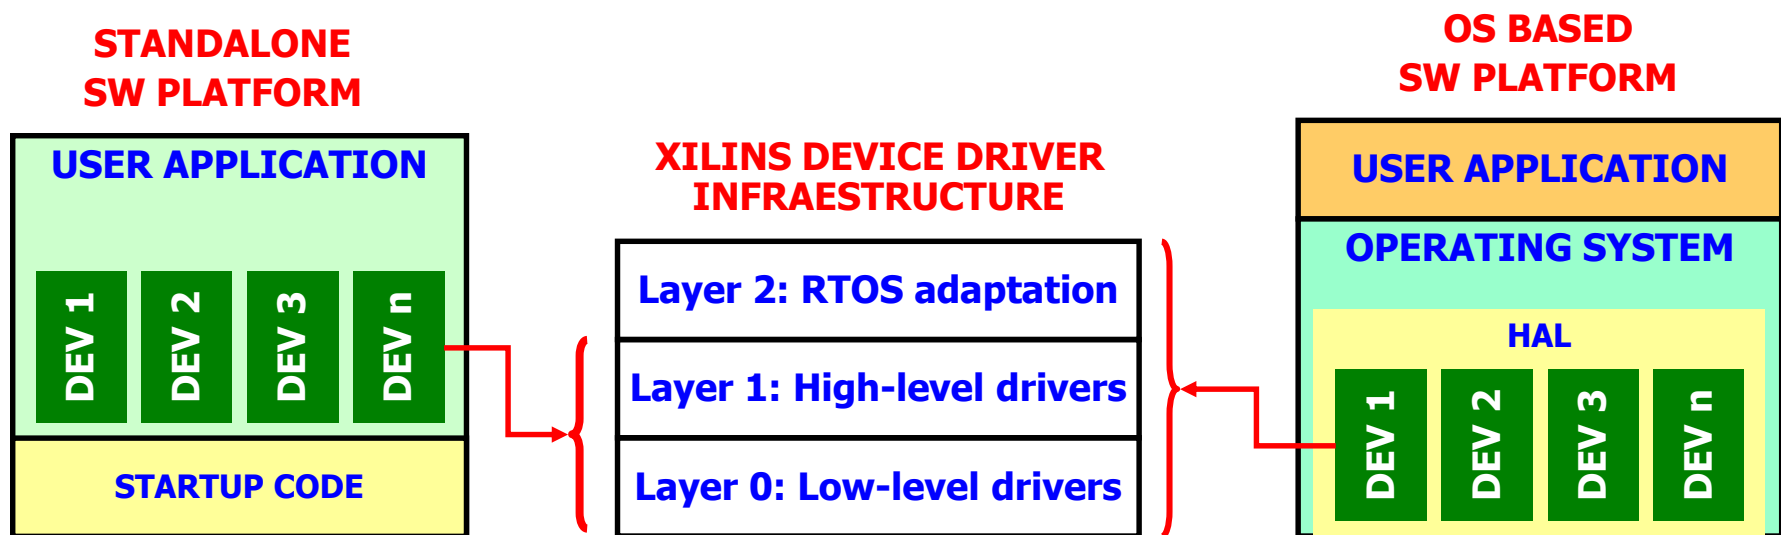 STANDALONE
SW PLATFORM
USER APPLICATION
DEV 1
DEV 2
DEV 3
DEV n
STARTUP CODE
XILINS DEVICE DRIVER
INFRAESTRUCTURE
Layer 2: RTOS adaptation
Layer 1: High-level drivers
Layer 0: Low-level drivers
OS BASED
SW PLATFORM
USER APPLICATION
OPERATING SYSTEM
HAL
DEV 1
DEV 2
DEV 3
DEV n